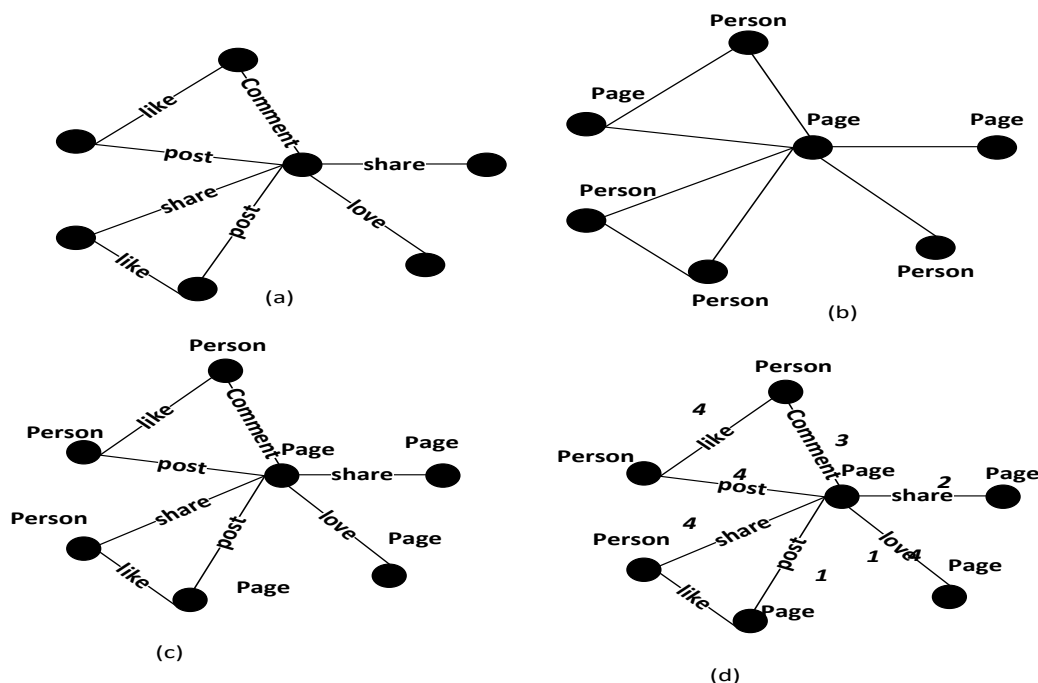 Comment
like
post
share
share
love
post
like
(a)
Person
Page
Page
Page
Person
Person
Person
(b)
Person
Comment
like
Person
Page
Page
post
share
share
love
Person
Page
post
like
Page
(c)
Person
4
Comment
3
like
Person
Page
Page
4
2
post
share
4
share
love
Person
1
4
Page
post
1
like
Page
(d)